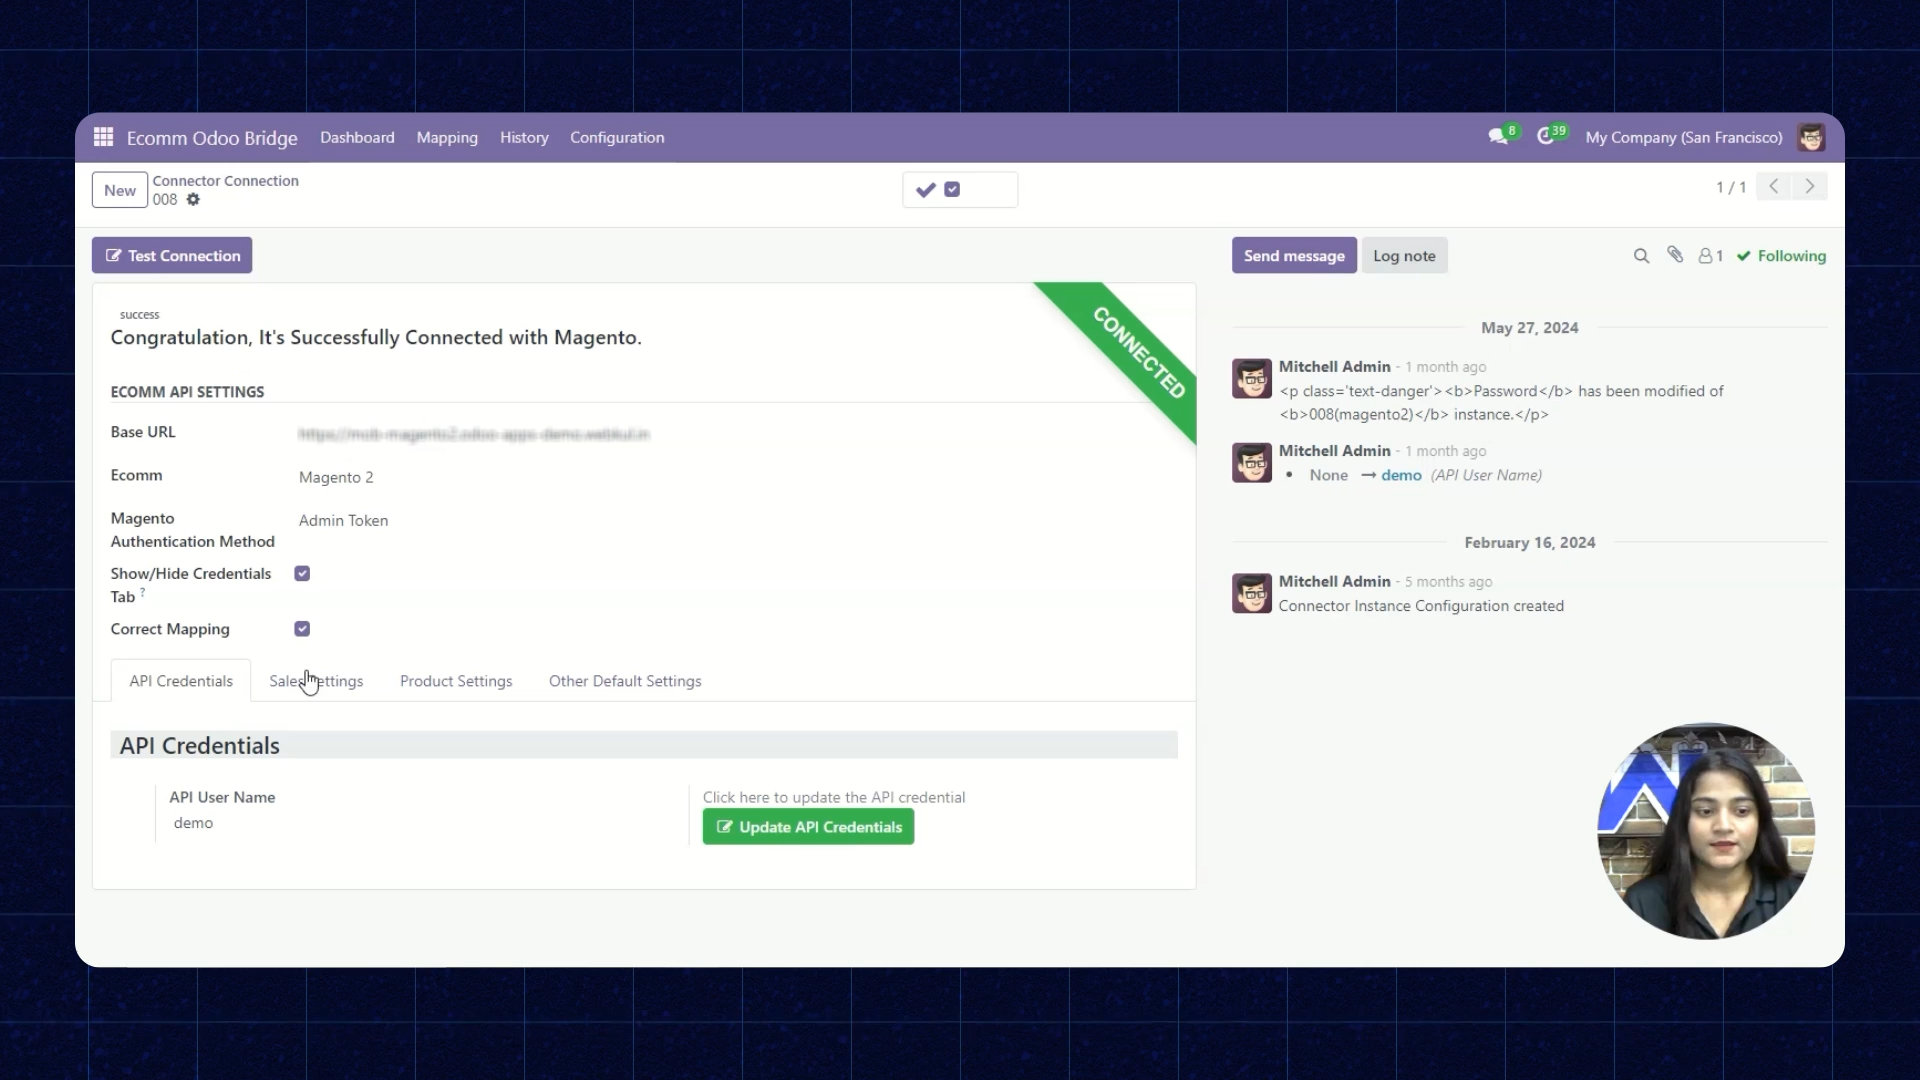 Ecomm Odoo Bridge Dashboard Mapping History Configuration 8 39 My Company (San Francisco)
New Connector Connection
008
1 / 1
Test Connection
Send message Log note 1 Following
success
Congratulation, It's Successfully Connected with Magento.
CONNECTED
ECOMM API SETTINGS
Base URL
Ecomm Magento 2
Magento
Authentication Method Admin Token
Show/Hide Credentials
Tab ?
Correct Mapping
API Credentials Sales Settings Product Settings Other Default Settings
API Credentials
API User Name
demo
Click here to update the API credential
Update API Credentials
May 27, 2024
Mitchell Admin - 1 month ago
<p class='text-danger'><b>Password</b> has been modified of
<b>008(magento2)</b> instance.</p>
Mitchell Admin - 1 month ago
• None → demo (API User Name)
February 16, 2024
Mitchell Admin - 5 months ago
Connector Instance Configuration created